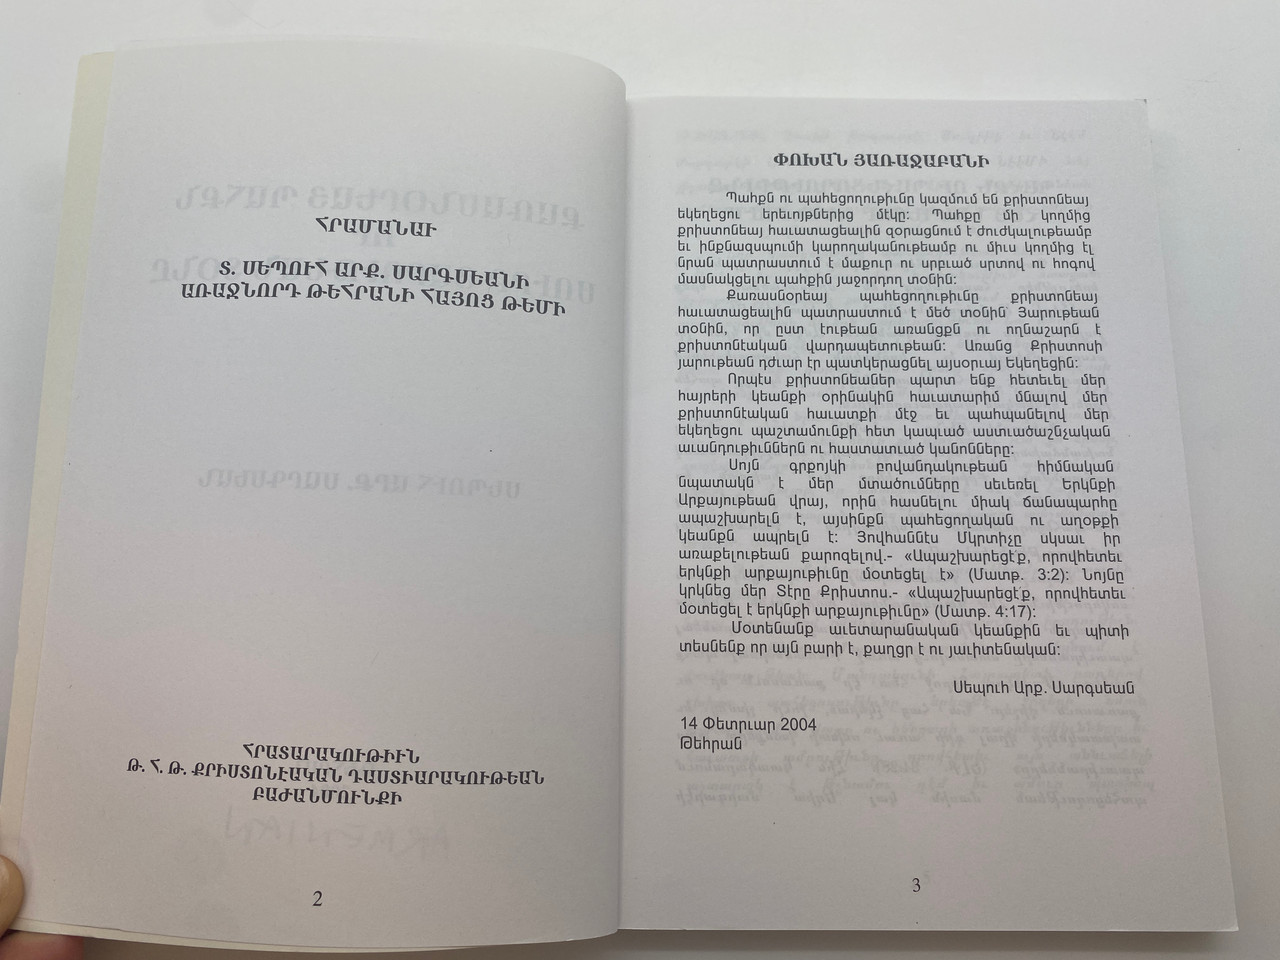 ՀՐԱՄԱՆԱՒ
Տ. ՍԵՊՈՒՀ ԱՐՔ. ՍԱՐԳՍԵԱՆԻ
ԱՌԱՋՆՈՐԴ ԹԵՀՐԱՆԻ ՀԱՅՈՑ ԹԵՄԻ
ՀՐԱՏԱՐԱԿՈՒԹԻՒՆ
Թ. Հ. Թ. ՔՐԻՍՏՈՆԷԱԿԱՆ ԴԱՍՏԻԱՐԱԿՈՒԹԵԱՆ
ԲԱԺԱՆՄՈՒՆՔԻ
2
ՓՈԽԱՆ ՅԱՌԱՋԱԲԱՆԻ
Պահքն ու պահեցողութիւնը կազմում են քրիստոնեայ
եկեղեցու երեւոյթներից մէկը: Պահքը մի կողմից
քրիստոնեայ հաւատացեալին զօրացնում է ժուժկալութեամբ
եւ ինքնազսպումի կարողականութեամբ ու միւս կողմից էլ
նրան պատրաստում է մաքուր ու սրբւած սրտով ու հոգով
մասնակցելու պահքին յաջորդող տօնին:
Քառասնօրեայ պահեցողութիւնը քրիստոնեայ
հաւատացեալին պատրաստում է մեծ տօնին Յարութեան
տօնին, որ ըստ էութեան առանցքն ու ողնաշարն է
քրիստոնէական վարդապետութեան: Առանց Քրիստոսի
յարութեան դժւար էր պատկերացնել այսօրւայ Եկեղեցին:
Որպէս քրիստոնեաներ պարտ ենք հետեւել մեր
հայրերի կեանքի օրինակին հաւատարիմ մնալով մեր
քրիստոնէական հաւատքի մէջ եւ պահպանելով մեր
եկեղեցու պաշտամունքի հետ կապւած աստւածաշնչական
աւանդութիւններն ու հաստատւած կանոնները:
Սոյն գրքոյկի բովանդակութեան հիմնական
նպատակն է մեր մտածումները սեւեռել Երկնքի
Արքայութեան վրայ, որին հասնելու միակ ճանապարհը
ապաշխարելն է, այսինքն պահեցողական ու աղօթքի
կեանքն ապրելն է: Յովհաննէս Մկրտիչը սկսաւ իր
առաքելութեան քարոզելով.- «Ապաշխարեցէ՛ք, որովհետեւ
երկնքի արքայութիւնը մօտեցել է» (Մատթ. 3:2): Նոյնը
կրկնեց մեր Տէրը Քրիստու.- «Ապաշխարեցէ՛ք, որովհետեւ
մօտեցել է երկնքի արքայութիւնը» (Մատթ. 4:17):
Մօտենանք աւետարանական կեանքին եւ պիտի
տեսնենք որ այն բարի է, քաղցր է ու յաւիտենական:
Սեպուհ Արք. Սարգսեան
14 Փետրւար 2004
Թեհրան
3